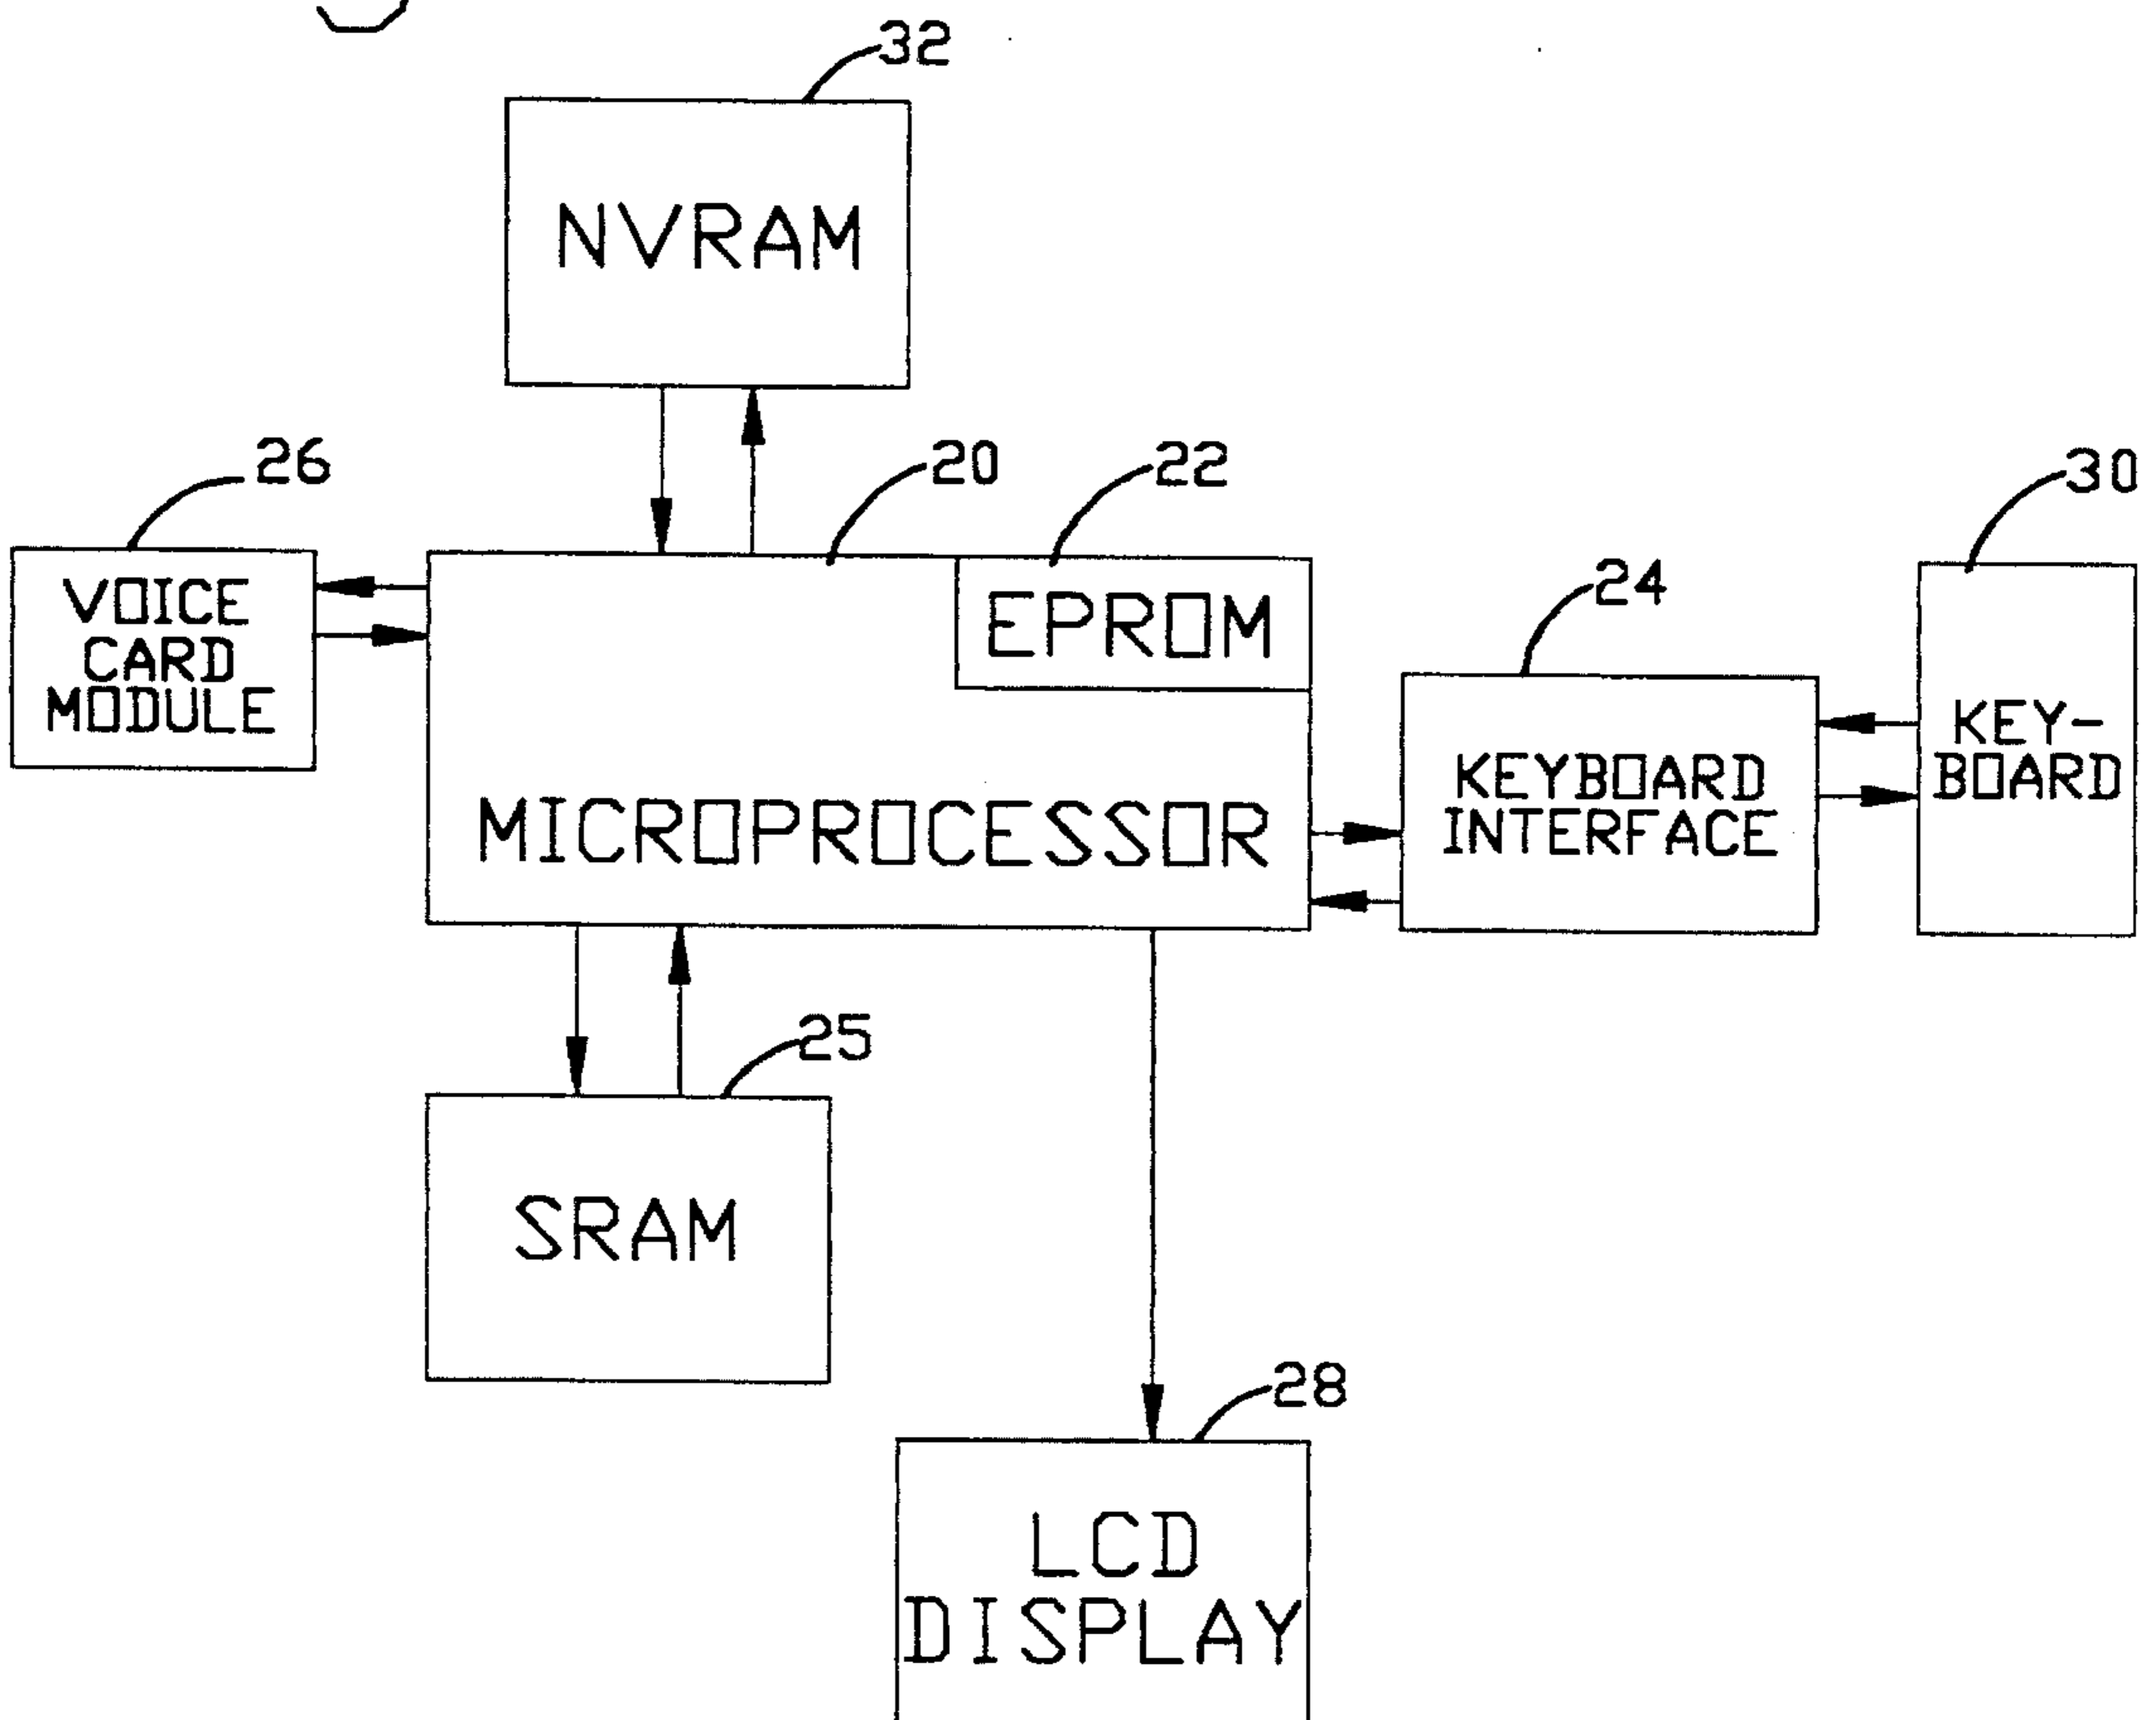 32
NVRAM
26
20
22
30
VOICE
CARD
MODULE
EPROM
24
KEY-
BOARD
KEYBOARD
INTERFACE
MICROPROCESSOR
25
SRAM
28
LCD
DISPLAY